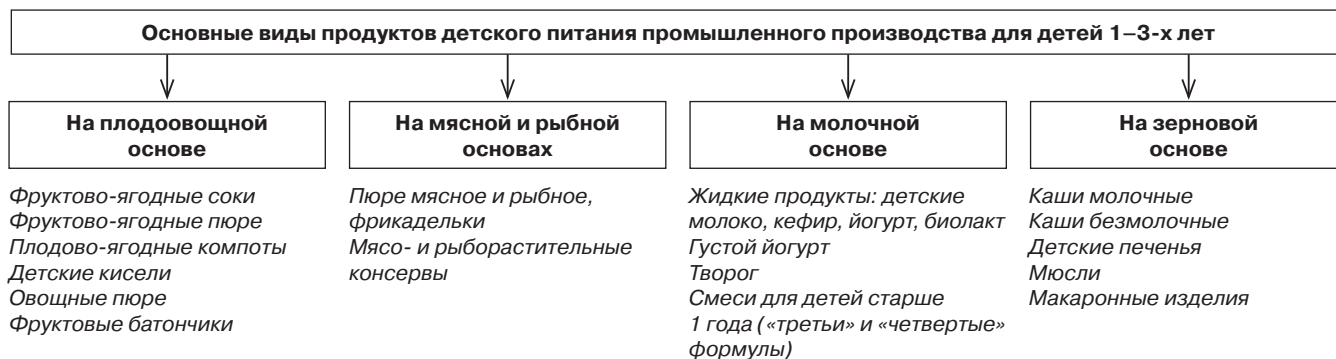 Основные виды продуктов детского питания промышленного производства для детей 1–3-х лет
На плодоовощной
основе
Фруктово-ягодные соки
Фруктово-ягодные пюре
Плодово-ягодные компоты
Детские кисели
Овощные пюре
Фруктовые батончики
На мясной и рыбной
основах
Пюре мясное и рыбное,
фрикадельки
Мясо- и рыборастительные
консервы
На молочной
основе
Жидкие продукты: детские
молоко, кефир, йогурт, биолакт
Густой йогурт
Творог
Смеси для детей старше
1 года («третьи» и «четвертые»
формулы)
На зерновой
основе
Каши молочные
Каши безмолочные
Детские печенья
Мюсли
Макаронные изделия